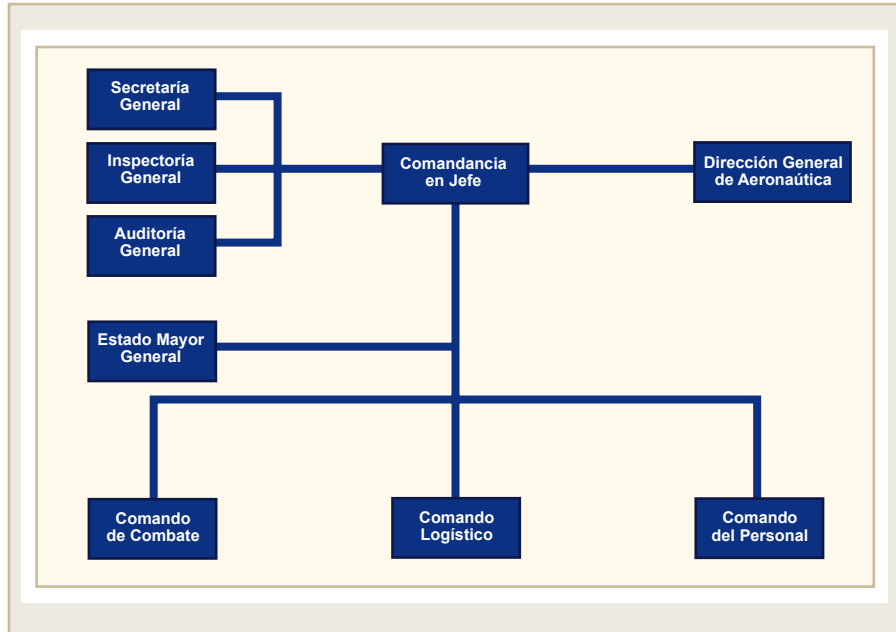 Secretaría
General
Inspectoría
General
Comandancia
en Jefe
Dirección General
de Aeronaútica
Auditoría
General
Estado Mayor
General
Comando
de Combate
Comando
Logístico
Comando
del Personal